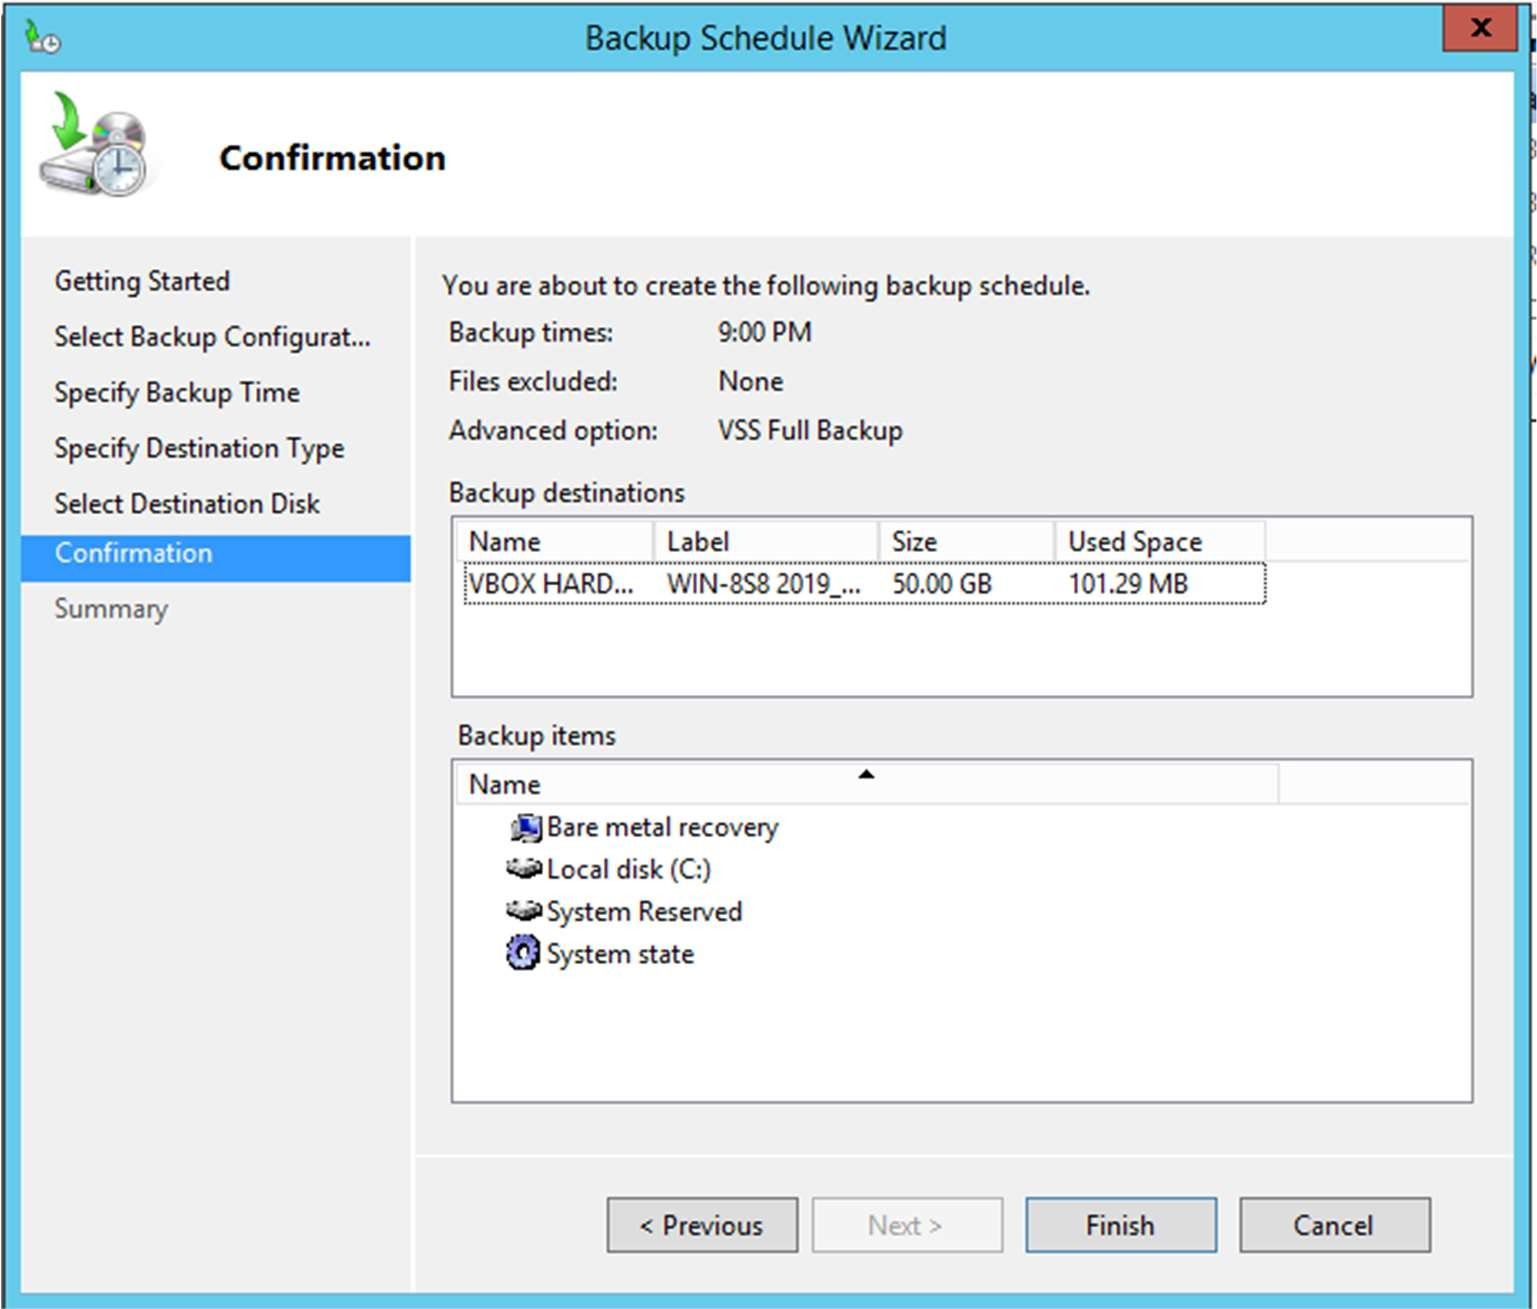 Backup Schedule Wizard
x
Confirmation
Getting Started
Select Backup Configurat...
Specify Backup Time
Specify Destination Type
Select Destination Disk
Confirmation
Summary
You are about to create the following backup schedule.
Backup times: 9:00 PM
Files excluded: None
Advanced option: VSS Full Backup
Backup destinations
Name Label Size Used Space
VBOX HARD... WIN-8S8 2019_... 50.00 GB 101.29 MB
Backup items
Name
Bare metal recovery
Local disk (C:)
System Reserved
System state
< Previous Next > Finish Cancel